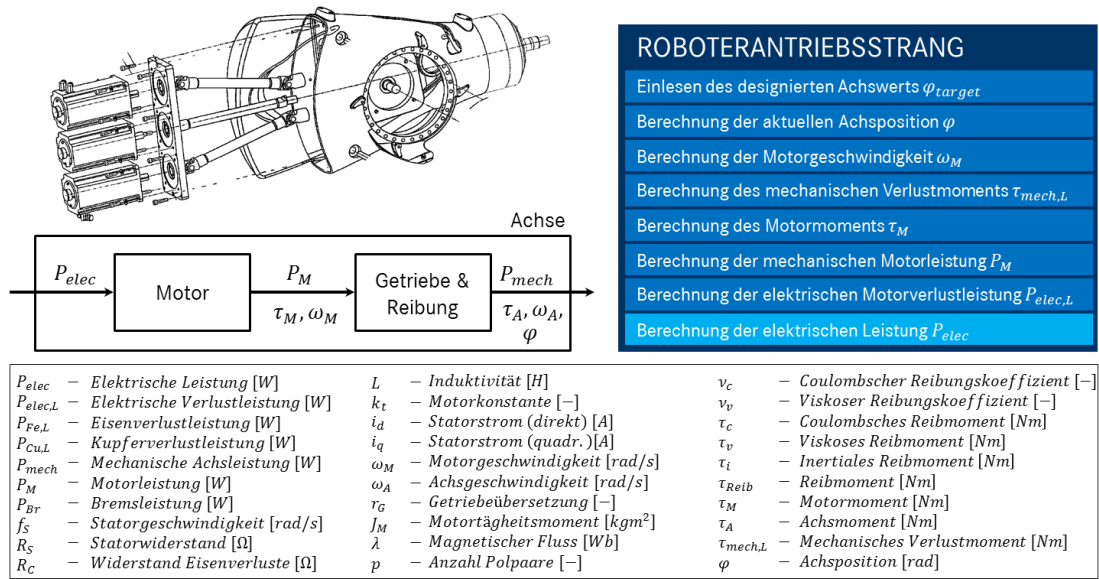 ROBOTERANTRIEBSSTRANG
Einlesen des designierten Achswerts φ_target
Berechnung der aktuellen Achsposition φ
Berechnung der Motorgeschwindigkeit ω_M
Berechnung des mechanischen Verlustmoments τ_mech,L
Berechnung des Motormoments τ_M
Berechnung der mechanischen Motorleistung P_M
Berechnung der elektrischen Motorverlustleistung P_elec,L
Berechnung der elektrischen Leistung P_elec
Achse
P_elec
Motor
P_M
τ_M, ω_M
Getriebe &
Reibung
P_mech
τ_A, ω_A,
φ
P_elec – Elektrische Leistung [W]
P_elec,L – Elektrische Verlustleistung [W]
P_Fe,L – Eisenverlustleistung [W]
P_Cu,L – Kupferverlustleistung [W]
P_mech – Mechanische Achsleistung [W]
P_M – Motorleistung [W]
P_Br – Bremsleistung [W]
f_S – Statorgeschwindigkeit [rad/s]
R_S – Statorwiderstand [Ω]
R_C – Widerstand Eisenverluste [Ω]
L – Induktivität [H]
k_t – Motorkonstante [−]
i_d – Statorstrom (direkt) [A]
i_q – Statorstrom (quadr.)[A]
ω_M – Motorgeschwindigkeit [rad/s]
ω_A – Achsgeschwindigkeit [rad/s]
r_G – Getriebeübersetzung [−]
J_M – Motortägheitsmoment [kgm²]
λ – Magnetischer Fluss [Wb]
p – Anzahl Polpaare [−]
ν_c – Coulombscher Reibungskoeffizient [−]
ν_v – Viskoser Reibungskoeffizient [−]
τ_c – Coulombsches Reibmoment [Nm]
τ_v – Viskoses Reibmoment [Nm]
τ_i – Inertiales Reibmoment [Nm]
τ_Reib – Reibmoment [Nm]
τ_M – Motormoment [Nm]
τ_A – Achsmoment [Nm]
τ_mech,L – Mechanisches Verlustmoment [Nm]
φ – Achsposition [rad]